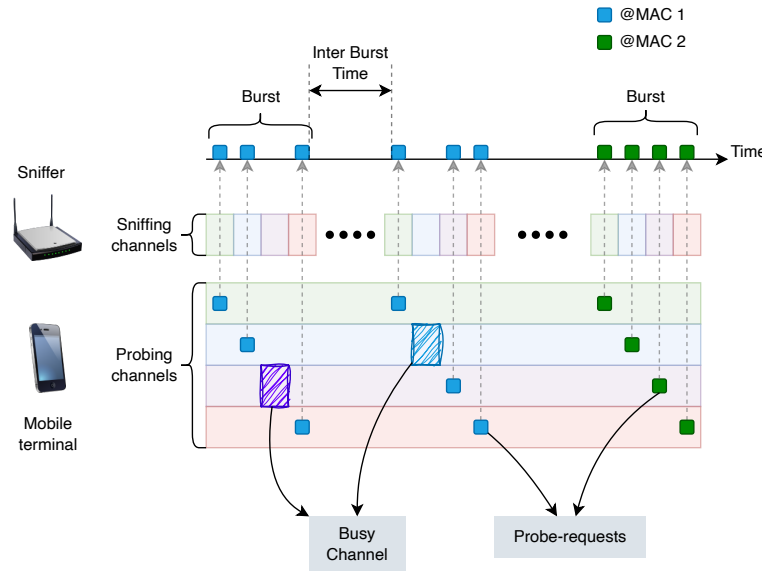 @MAC 1
@MAC 2
Inter Burst
Time
Burst
Burst
Time
Sniffer
Sniffing
channels
Probing
channels
Mobile
terminal
Busy
Channel
Probe-requests